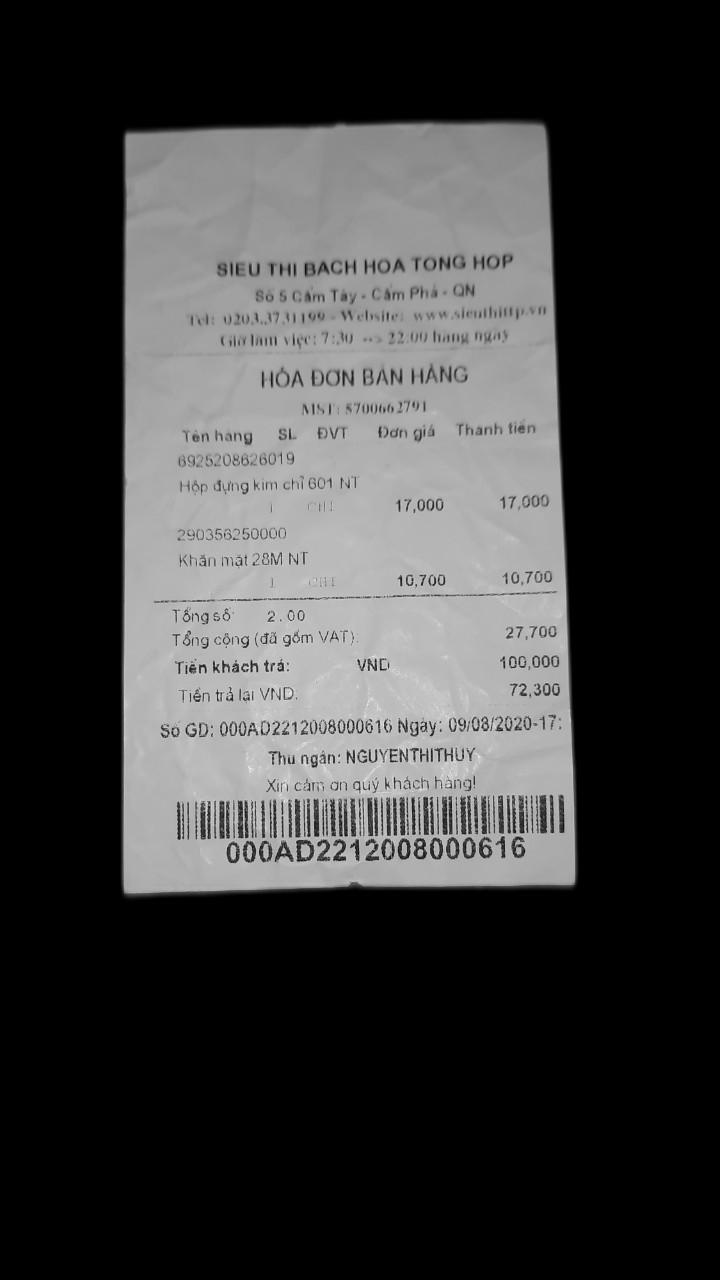 SIEU THI BACH HOA TONG HOP
Số 5 Cẩm Tây - Cẩm Phả - QN
Tel: 0203.3731199 - Website: www.sieuthittp.vn
Giờ làm việc: 7:30 --> 22:00 hàng ngày
HÓA ĐƠN BÁN HÀNG
MST: 5700662791
Tên hàng SL ĐVT Đơn giá Thành tiền
6925208626019
Hộp đựng kim chỉ 601 NT
1 CHI 17,000 17,000
290356250000
Khăn mặt 28M NT
1 CHI 10,700 10,700
Tổng số: 2.00
Tổng cộng (đã gồm VAT): 27,700
Tiền khách trả: VND 100,000
Tiền trả lại VND: 72,300
Số GD: 000AD2212008000616 Ngày: 09/08/2020-17:
Thu ngân: NGUYENTHITHUY
Xin cảm ơn quý khách hàng!
000AD2212008000616